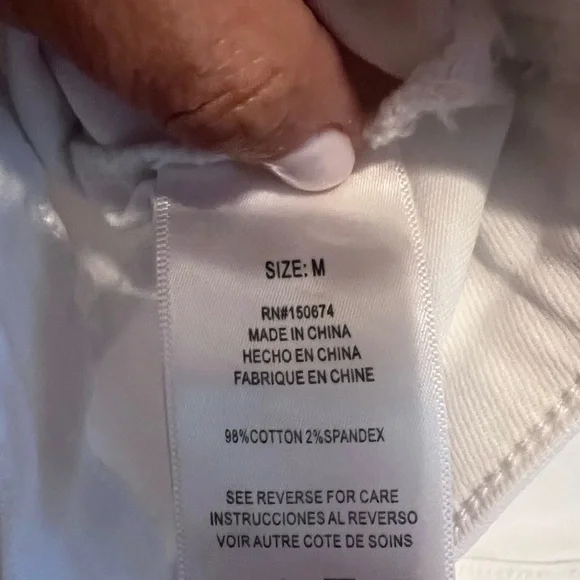 SIZE: M
RN#150674
MADE IN CHINA
HECHO EN CHINA
FABRIQUE EN CHINE
98%COTTON 2%SPANDEX
SEE REVERSE FOR CARE
INSTRUCCIONES AL REVERSO
VOIR AUTRE COTE DE SOINS